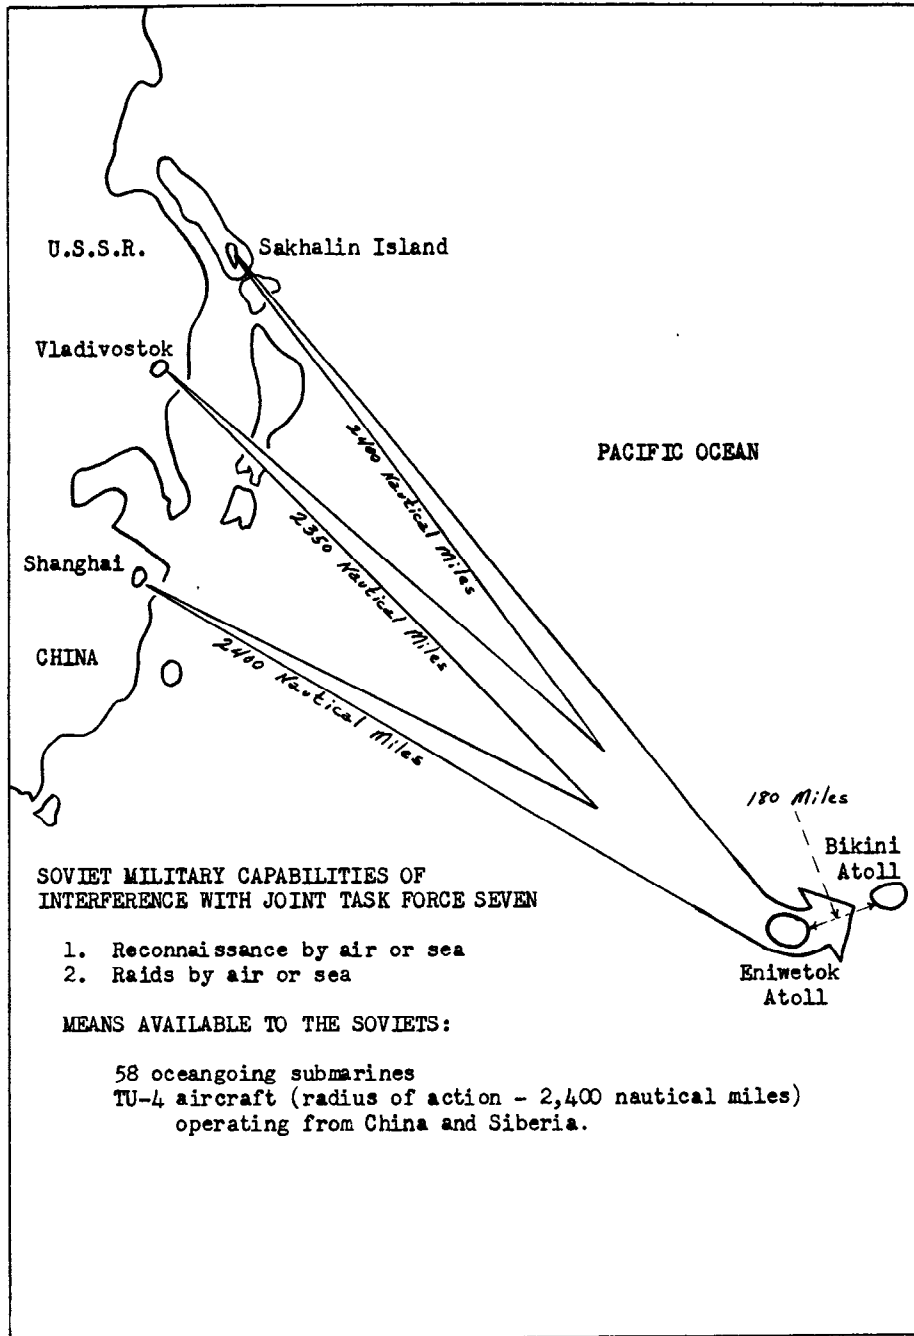 U.S.S.R.
Sakhalin Island
Vladivostok
PACIFIC OCEAN
2400 Nautical Miles
2350 Nautical Miles
Shanghai
2400 Nautical Miles
CHINA
180 Miles
Bikini
Atoll
Eniwetok
Atoll
SOVIET MILITARY CAPABILITIES OF
INTERFERENCE WITH JOINT TASK FORCE SEVEN
1. Reconnaissance by air or sea
2. Raids by air or sea
MEANS AVAILABLE TO THE SOVIETS:
58 oceangoing submarines
TU-4 aircraft (radius of action - 2,400 nautical miles)
operating from China and Siberia.